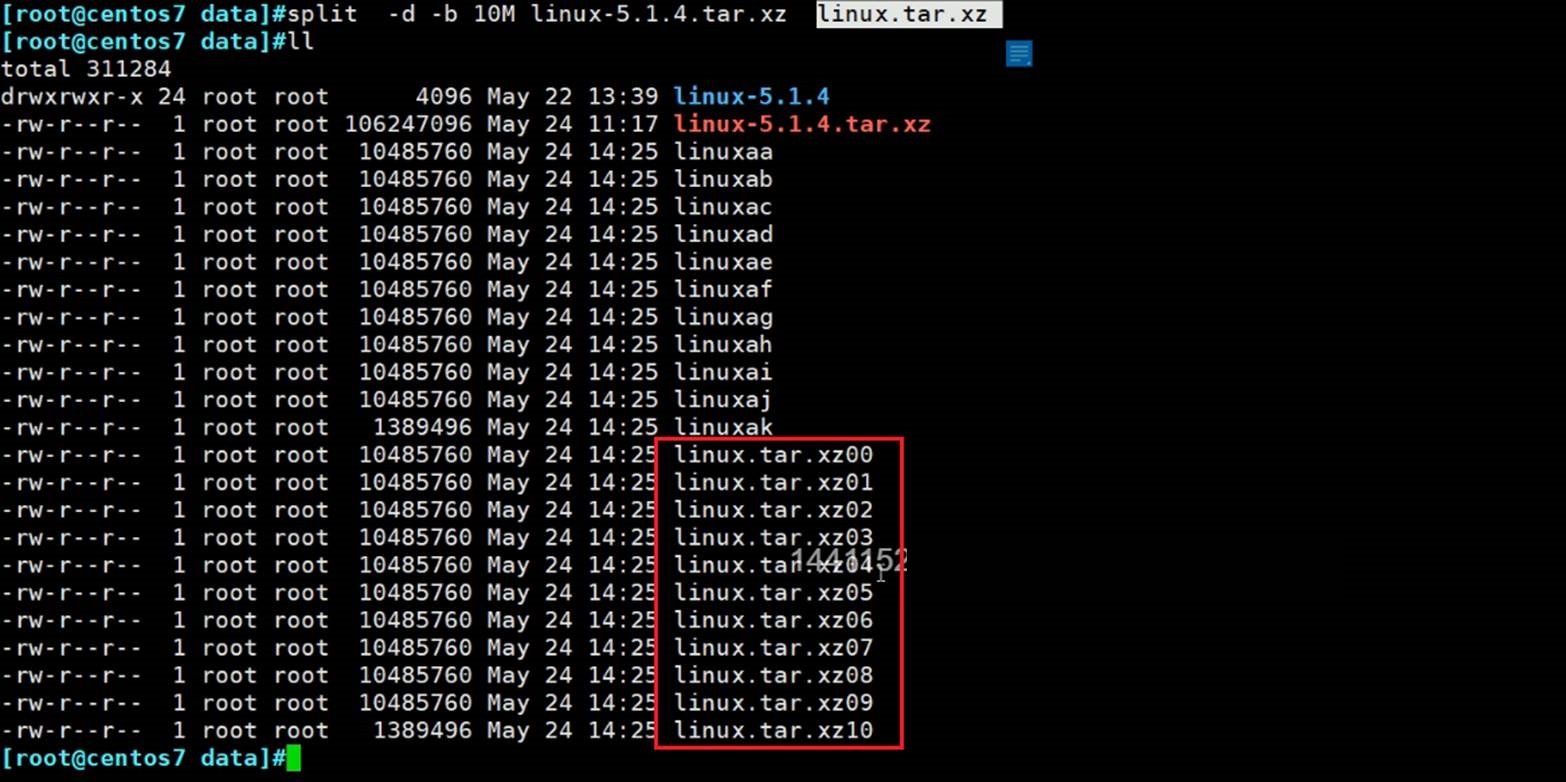 [root@centos7 data]#split  -d -b 10M linux-5.1.4.tar.xz  linux.tar.xz
[root@centos7 data]#ll
total 311284
drwxrwxr-x 24 root root      4096 May 22 13:39 linux-5.1.4
-rw-r--r--  1 root root 106247096 May 24 11:17 linux-5.1.4.tar.xz
-rw-r--r--  1 root root  10485760 May 24 14:25 linuxaa
-rw-r--r--  1 root root  10485760 May 24 14:25 linuxab
-rw-r--r--  1 root root  10485760 May 24 14:25 linuxac
-rw-r--r--  1 root root  10485760 May 24 14:25 linuxad
-rw-r--r--  1 root root  10485760 May 24 14:25 linuxae
-rw-r--r--  1 root root  10485760 May 24 14:25 linuxaf
-rw-r--r--  1 root root  10485760 May 24 14:25 linuxag
-rw-r--r--  1 root root  10485760 May 24 14:25 linuxah
-rw-r--r--  1 root root  10485760 May 24 14:25 linuxai
-rw-r--r--  1 root root  10485760 May 24 14:25 linuxaj
-rw-r--r--  1 root root   1389496 May 24 14:25 linuxak
-rw-r--r--  1 root root  10485760 May 24 14:25 linux.tar.xz00
-rw-r--r--  1 root root  10485760 May 24 14:25 linux.tar.xz01
-rw-r--r--  1 root root  10485760 May 24 14:25 linux.tar.xz02
-rw-r--r--  1 root root  10485760 May 24 14:25 linux.tar.xz03
-rw-r--r--  1 root root  10485760 May 24 14:25 linux.tar.xz04
1441152
-rw-r--r--  1 root root  10485760 May 24 14:25 linux.tar.xz05
-rw-r--r--  1 root root  10485760 May 24 14:25 linux.tar.xz06
-rw-r--r--  1 root root  10485760 May 24 14:25 linux.tar.xz07
-rw-r--r--  1 root root  10485760 May 24 14:25 linux.tar.xz08
-rw-r--r--  1 root root  10485760 May 24 14:25 linux.tar.xz09
-rw-r--r--  1 root root   1389496 May 24 14:25 linux.tar.xz10
[root@centos7 data]#